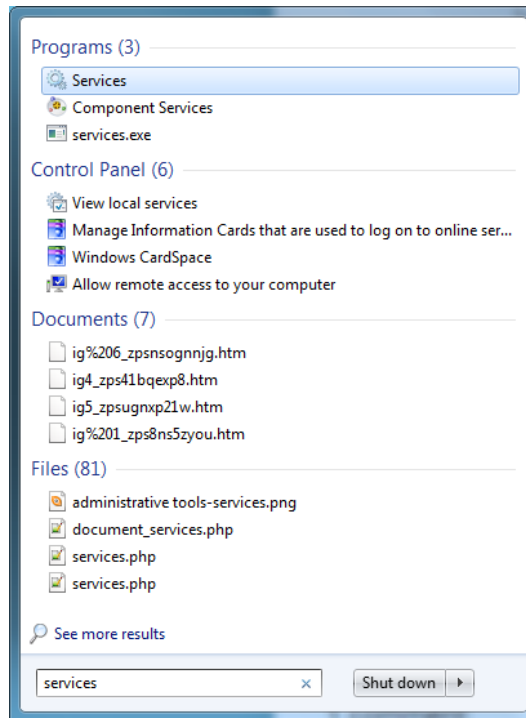 Programs (3)
Services
Component Services
services.exe
Control Panel (6)
View local services
Manage Information Cards that are used to log on to online ser...
Windows CardSpace
Allow remote access to your computer
Documents (7)
ig%206_zpsnsognnjg.htm
ig4_zps41bqexp8.htm
ig5_zpsugnxp21w.htm
ig%201_zps8ns5zyou.htm
Files (81)
administrative tools-services.png
document_services.php
services.php
services.php
See more results
services
Shut down